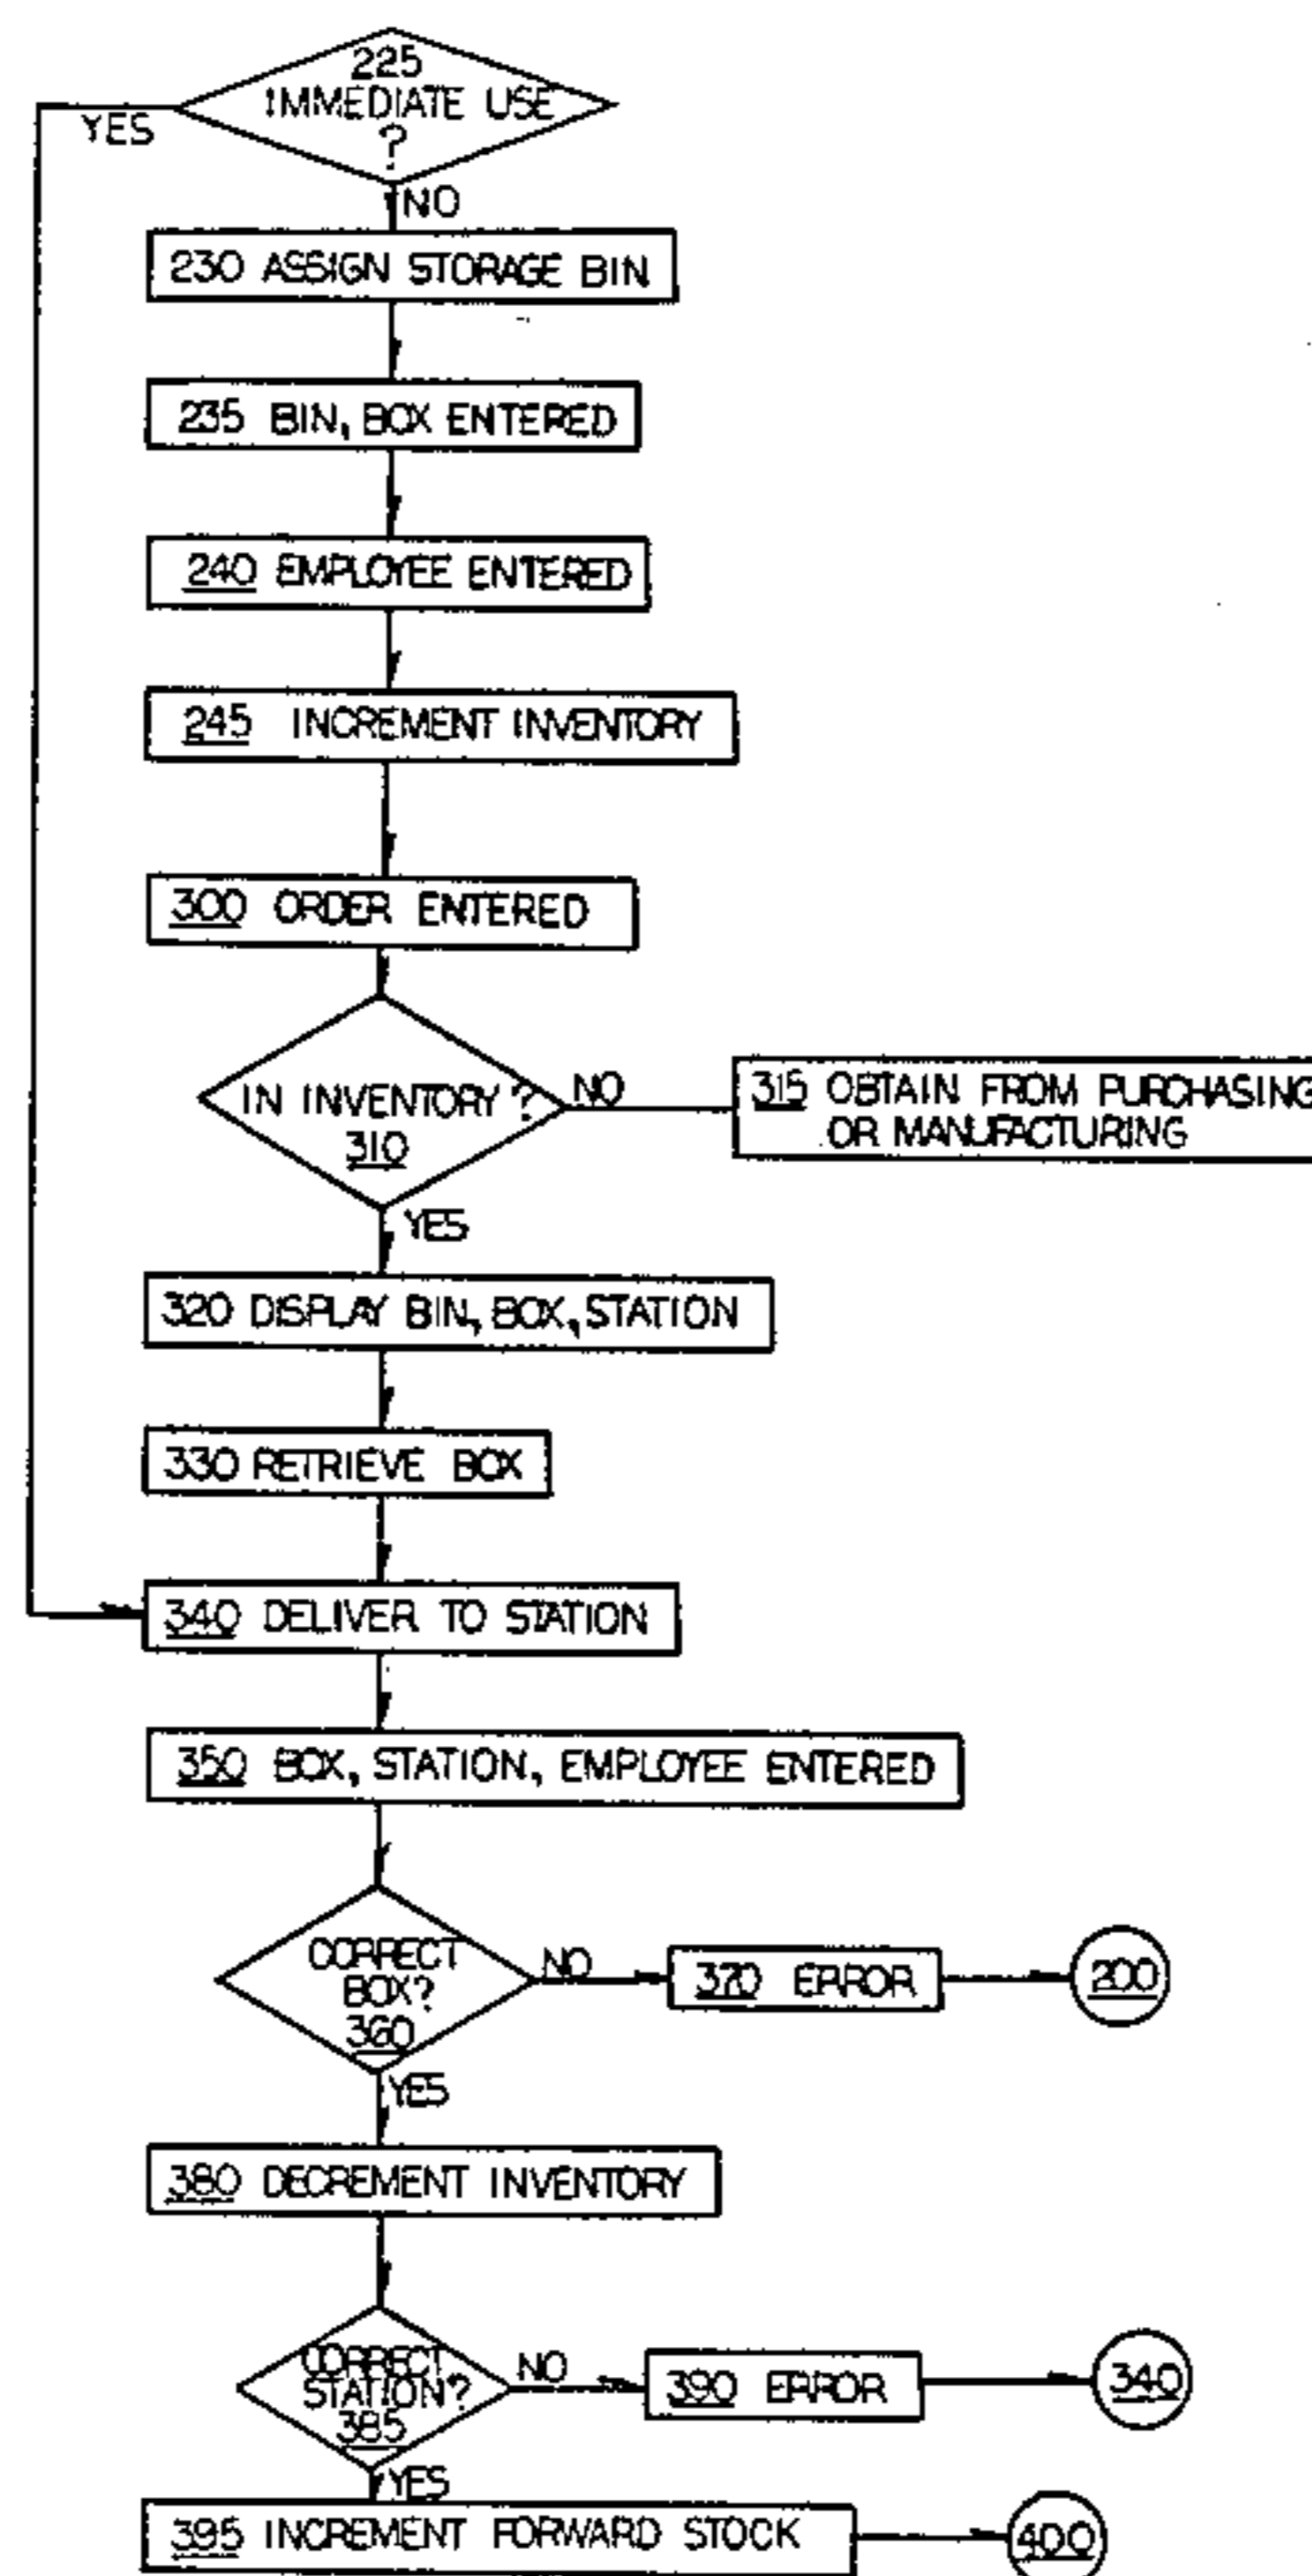 225
IMMEDIATE USE
?
YES
NO
230 ASSIGN STORAGE BIN
235 BIN, BOX ENTERED
240 EMPLOYEE ENTERED
245 INCREMENT INVENTORY
300 ORDER ENTERED
IN INVENTORY?
310
NO
315 OBTAIN FROM PURCHASING
OR MANUFACTURING
YES
320 DISPLAY BIN, BOX, STATION
330 RETRIEVE BOX
340 DELIVER TO STATION
350 BOX, STATION, EMPLOYEE ENTERED
CORRECT
BOX?
360
NO
370 ERROR
200
YES
380 DECREMENT INVENTORY
CORRECT
STATION?
385
NO
390 ERROR
340
YES
395 INCREMENT FORWARD STOCK
400